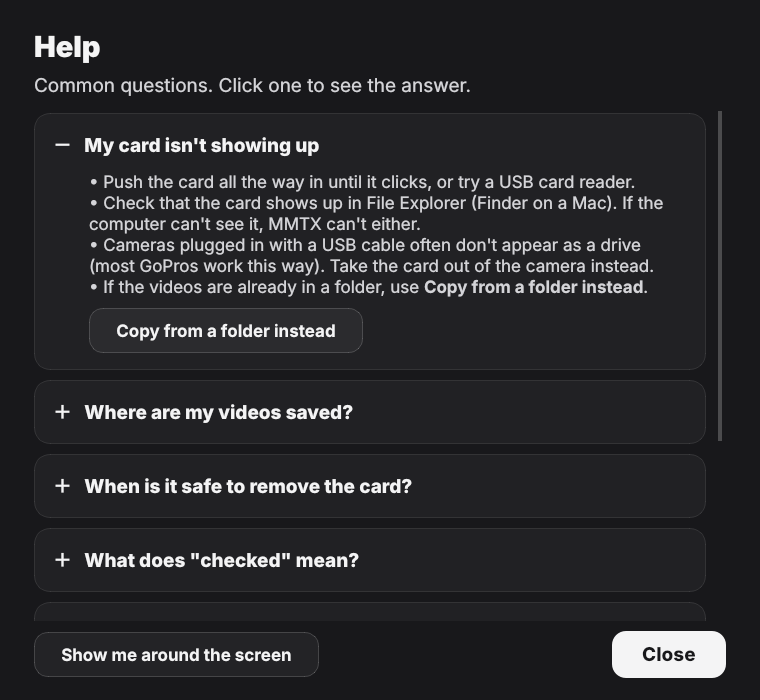 Help
Common questions. Click one to see the answer.
− My card isn't showing up
• Push the card all the way in until it clicks, or try a USB card reader.
• Check that the card shows up in File Explorer (Finder on a Mac). If the
computer can't see it, MMTX can't either.
• Cameras plugged in with a USB cable often don't appear as a drive
(most GoPros work this way). Take the card out of the camera instead.
• If the videos are already in a folder, use Copy from a folder instead.
Copy from a folder instead
+ Where are my videos saved?
+ When is it safe to remove the card?
+ What does "checked" mean?
Show me around the screen
Close